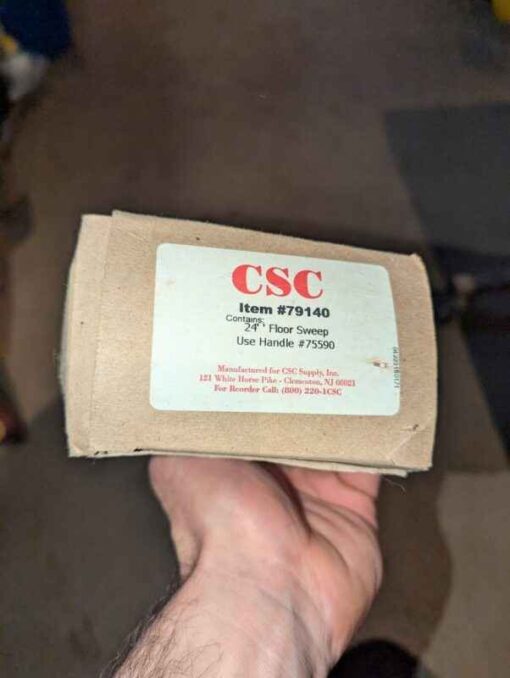 CSC
Item #79140
Contains:
24'' Floor Sweep
Use Handle #75590
Manufactured for CSC Supply, Inc.
121 White Horse Pike - Clementon, NJ 08021
For Reorder Call: (800) 220-1CSC